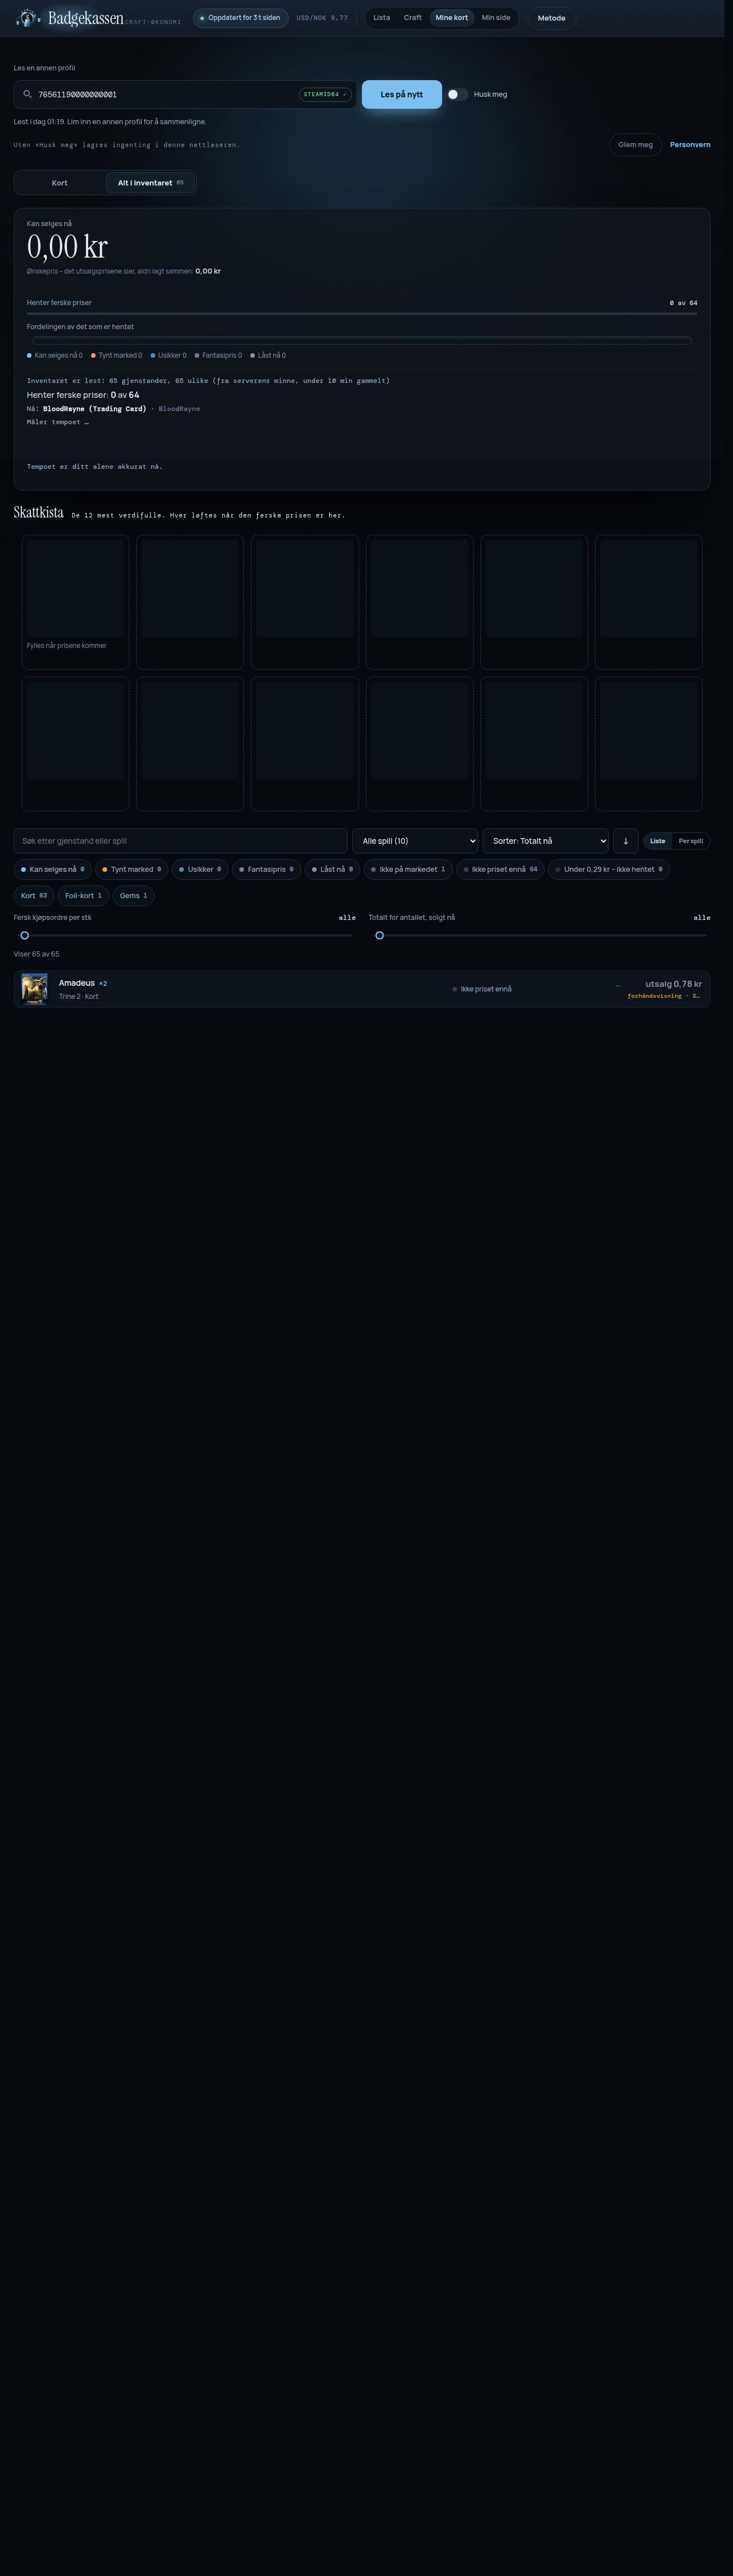 Badgekassen CRAFT-ØKONOMI
Oppdatert for 3 t siden
USD/NOK 9,77
Lista Craft Mine kort Min side
Metode
Les en annen profil
76561190000000001 STEAMID64 ✓
Les på nytt
Husk meg
Lest i dag 01:19. Lim inn en annen profil for å sammenligne.
Uten «Husk meg» lagres ingenting i denne nettleseren.
Glem meg Personvern
Kort Alt i inventaret 65
Kan selges nå
0,00 kr
Ønskepris – det utsalgsprisene sier, aldri lagt sammen: 0,00 kr
Henter ferske priser 0 av 64
Fordelingen av det som er hentet
Kan selges nå 0 Tynt marked 0 Usikker 0 Fantasipris 0 Låst nå 0
Inventaret er lest: 65 gjenstander, 65 ulike (fra serverens minne, under 10 min gammelt)
Henter ferske priser: 0 av 64
Nå: BloodRayne (Trading Card) · BloodRayne
Måler tempoet …
Tempoet er ditt alene akkurat nå.
Skattkista De 12 mest verdifulle. Hver løftes når den ferske prisen er her.
Fylles når prisene kommer
Søk etter gjenstand eller spill
Alle spill (10)
Sorter: Totalt nå
↓
Liste Per spill
Kan selges nå 0 Tynt marked 0 Usikker 0 Fantasipris 0 Låst nå 0 Ikke på markedet 1 Ikke priset ennå 64 Under 0,29 kr – ikke hentet 0
Kort 63 Foil-kort 1 Gems 1
Fersk kjøpsordre per stk alle
Totalt for antallet, solgt nå alle
Viser 65 av 65
Amadeus ×2
Trine 2 · Kort
Ikke priset ennå
– utsalg 0,78 kr
forhåndsvisning · S…